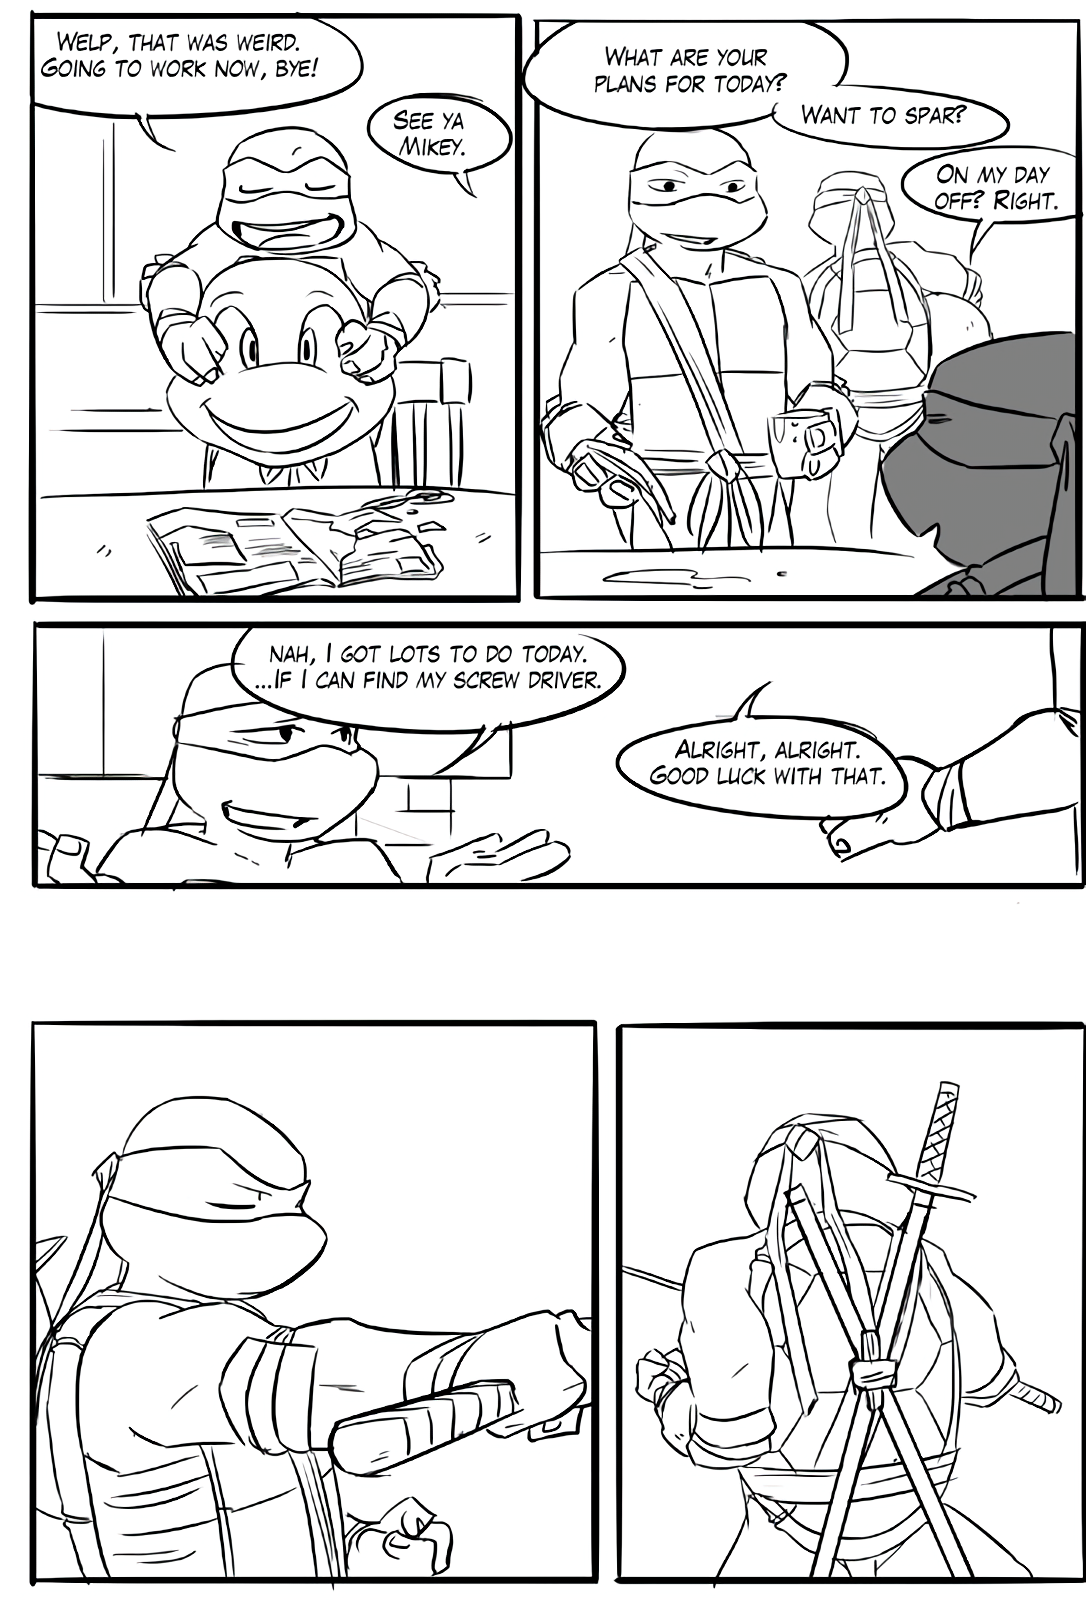 Welp, that was weird.
Going to work now, bye!
See ya
Mikey.
What are your
plans for today?
Want to spar?
On my day
off? Right.
nah, I got lots to do today.
...If I can find my screw driver.
Alright, alright.
Good luck with that.